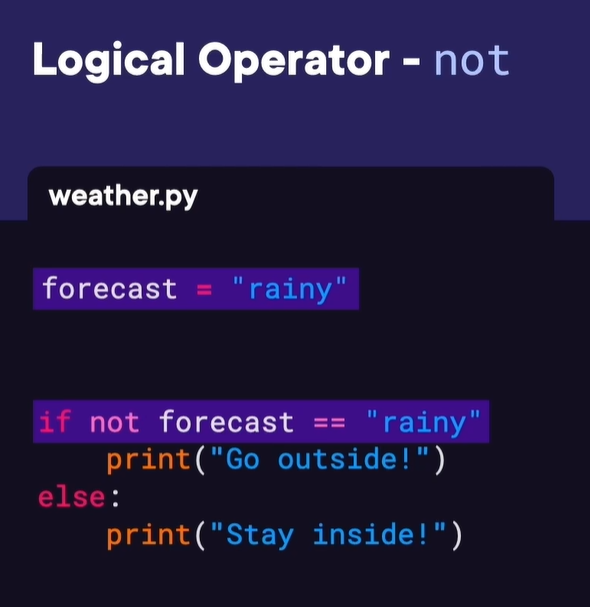 Logical Operator - not
weather.py
forecast = "rainy"
if not forecast == "rainy"
print("Go outside!")
else:
print("Stay inside!")